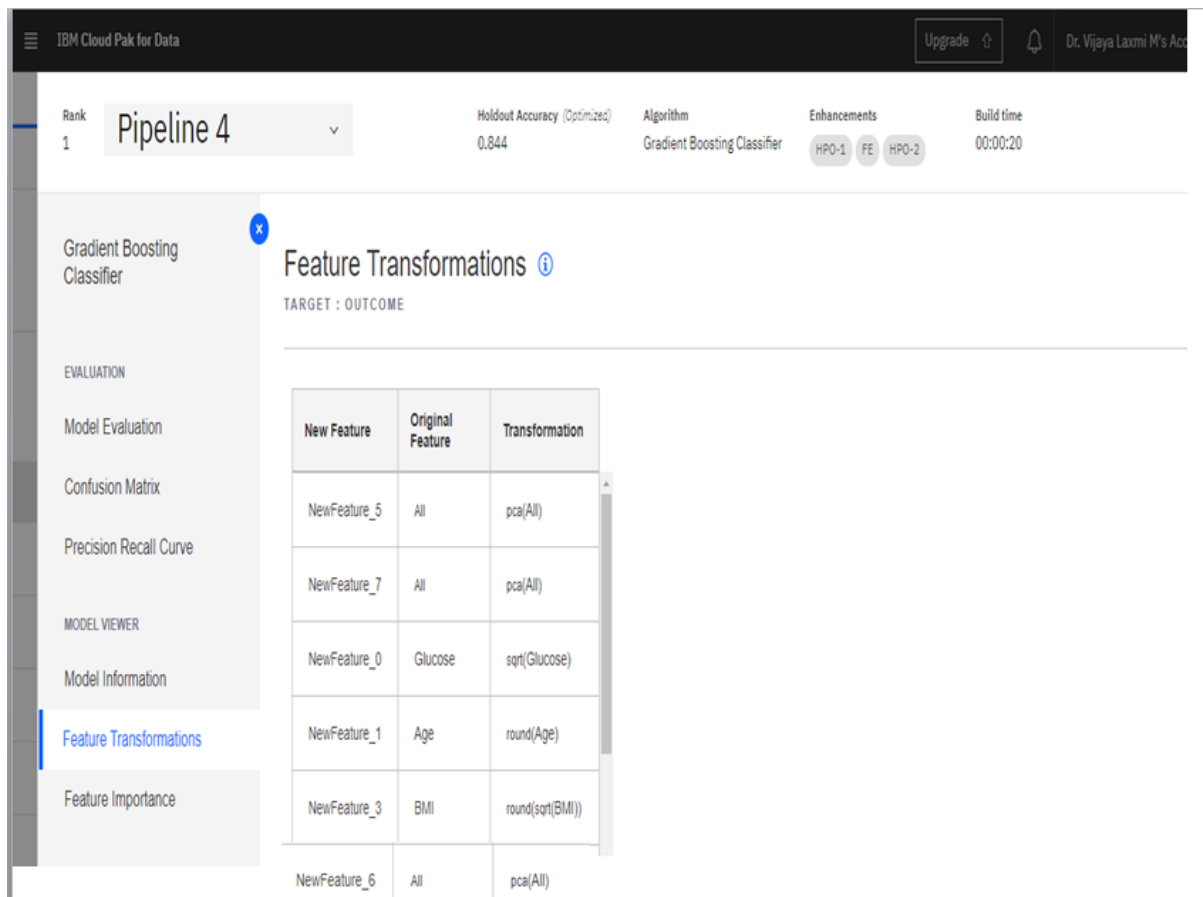 IBM Cloud Pak for Data
Upgrade
Dr. Vijaya Laxmi M's Acc
Rank
1
Pipeline 4
Holdout Accuracy (Optimized)
0.844
Algorithm
Gradient Boosting Classifier
Enhancements
HPO-1 FE HPO-2
Build time
00:00:20
Gradient Boosting
Classifier
x
EVALUATION
Model Evaluation
Confusion Matrix
Precision Recall Curve
MODEL VIEWER
Model Information
Feature Transformations
Feature Importance
Feature Transformations i
TARGET : OUTCOME
New Feature Original Feature Transformation
NewFeature_5 All pca(All)
NewFeature_7 All pca(All)
NewFeature_0 Glucose sqrt(Glucose)
NewFeature_1 Age round(Age)
NewFeature_3 BMI round(sqrt(BMI))
NewFeature_6 All pca(All)